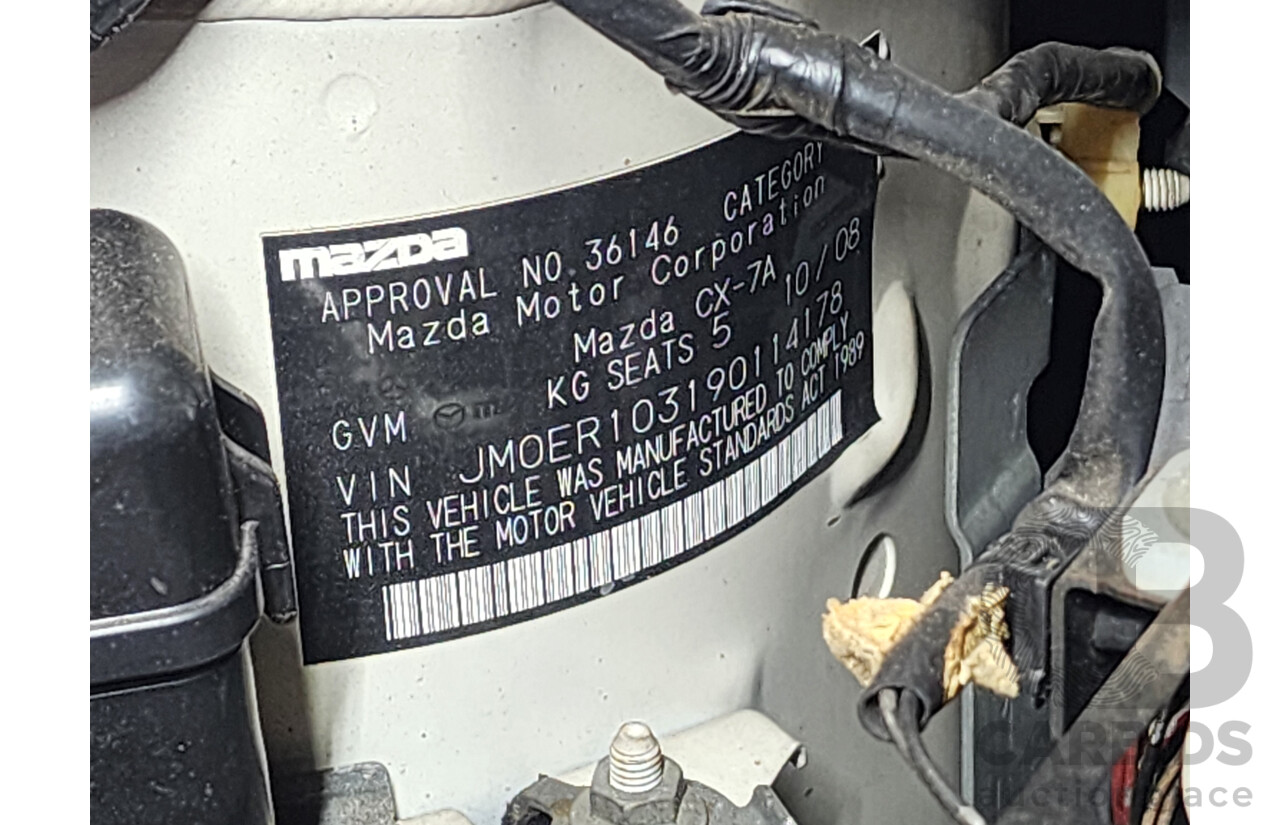 mazda
APPROVAL NO. 36146 CATEGORY
Mazda Motor Corporation
Mazda CX-7A 10/08
GVM KG SEATS 5
VIN JM0ER103190114178
THIS VEHICLE WAS MANUFACTURED TO COMPLY
WITH THE MOTOR VEHICLE STANDARDS ACT 1989